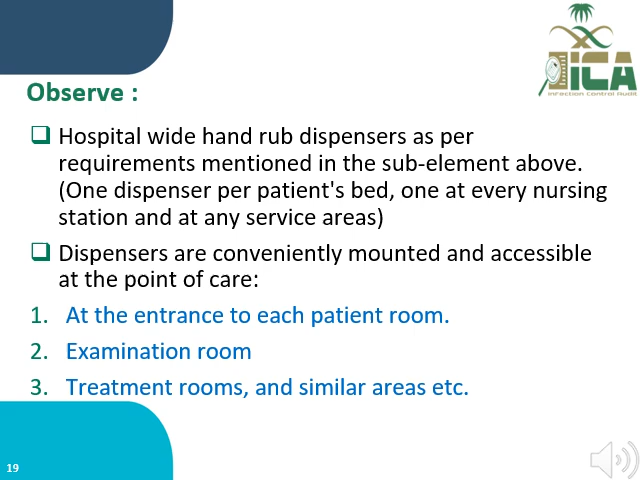 iCA
Infection Control Audit
Observe :
Hospital wide hand rub dispensers as per
requirements mentioned in the sub-element above.
(One dispenser per patient's bed, one at every nursing
station and at any service areas)
Dispensers are conveniently mounted and accessible
at the point of care:
1. At the entrance to each patient room.
2. Examination room
3. Treatment rooms, and similar areas etc.
19